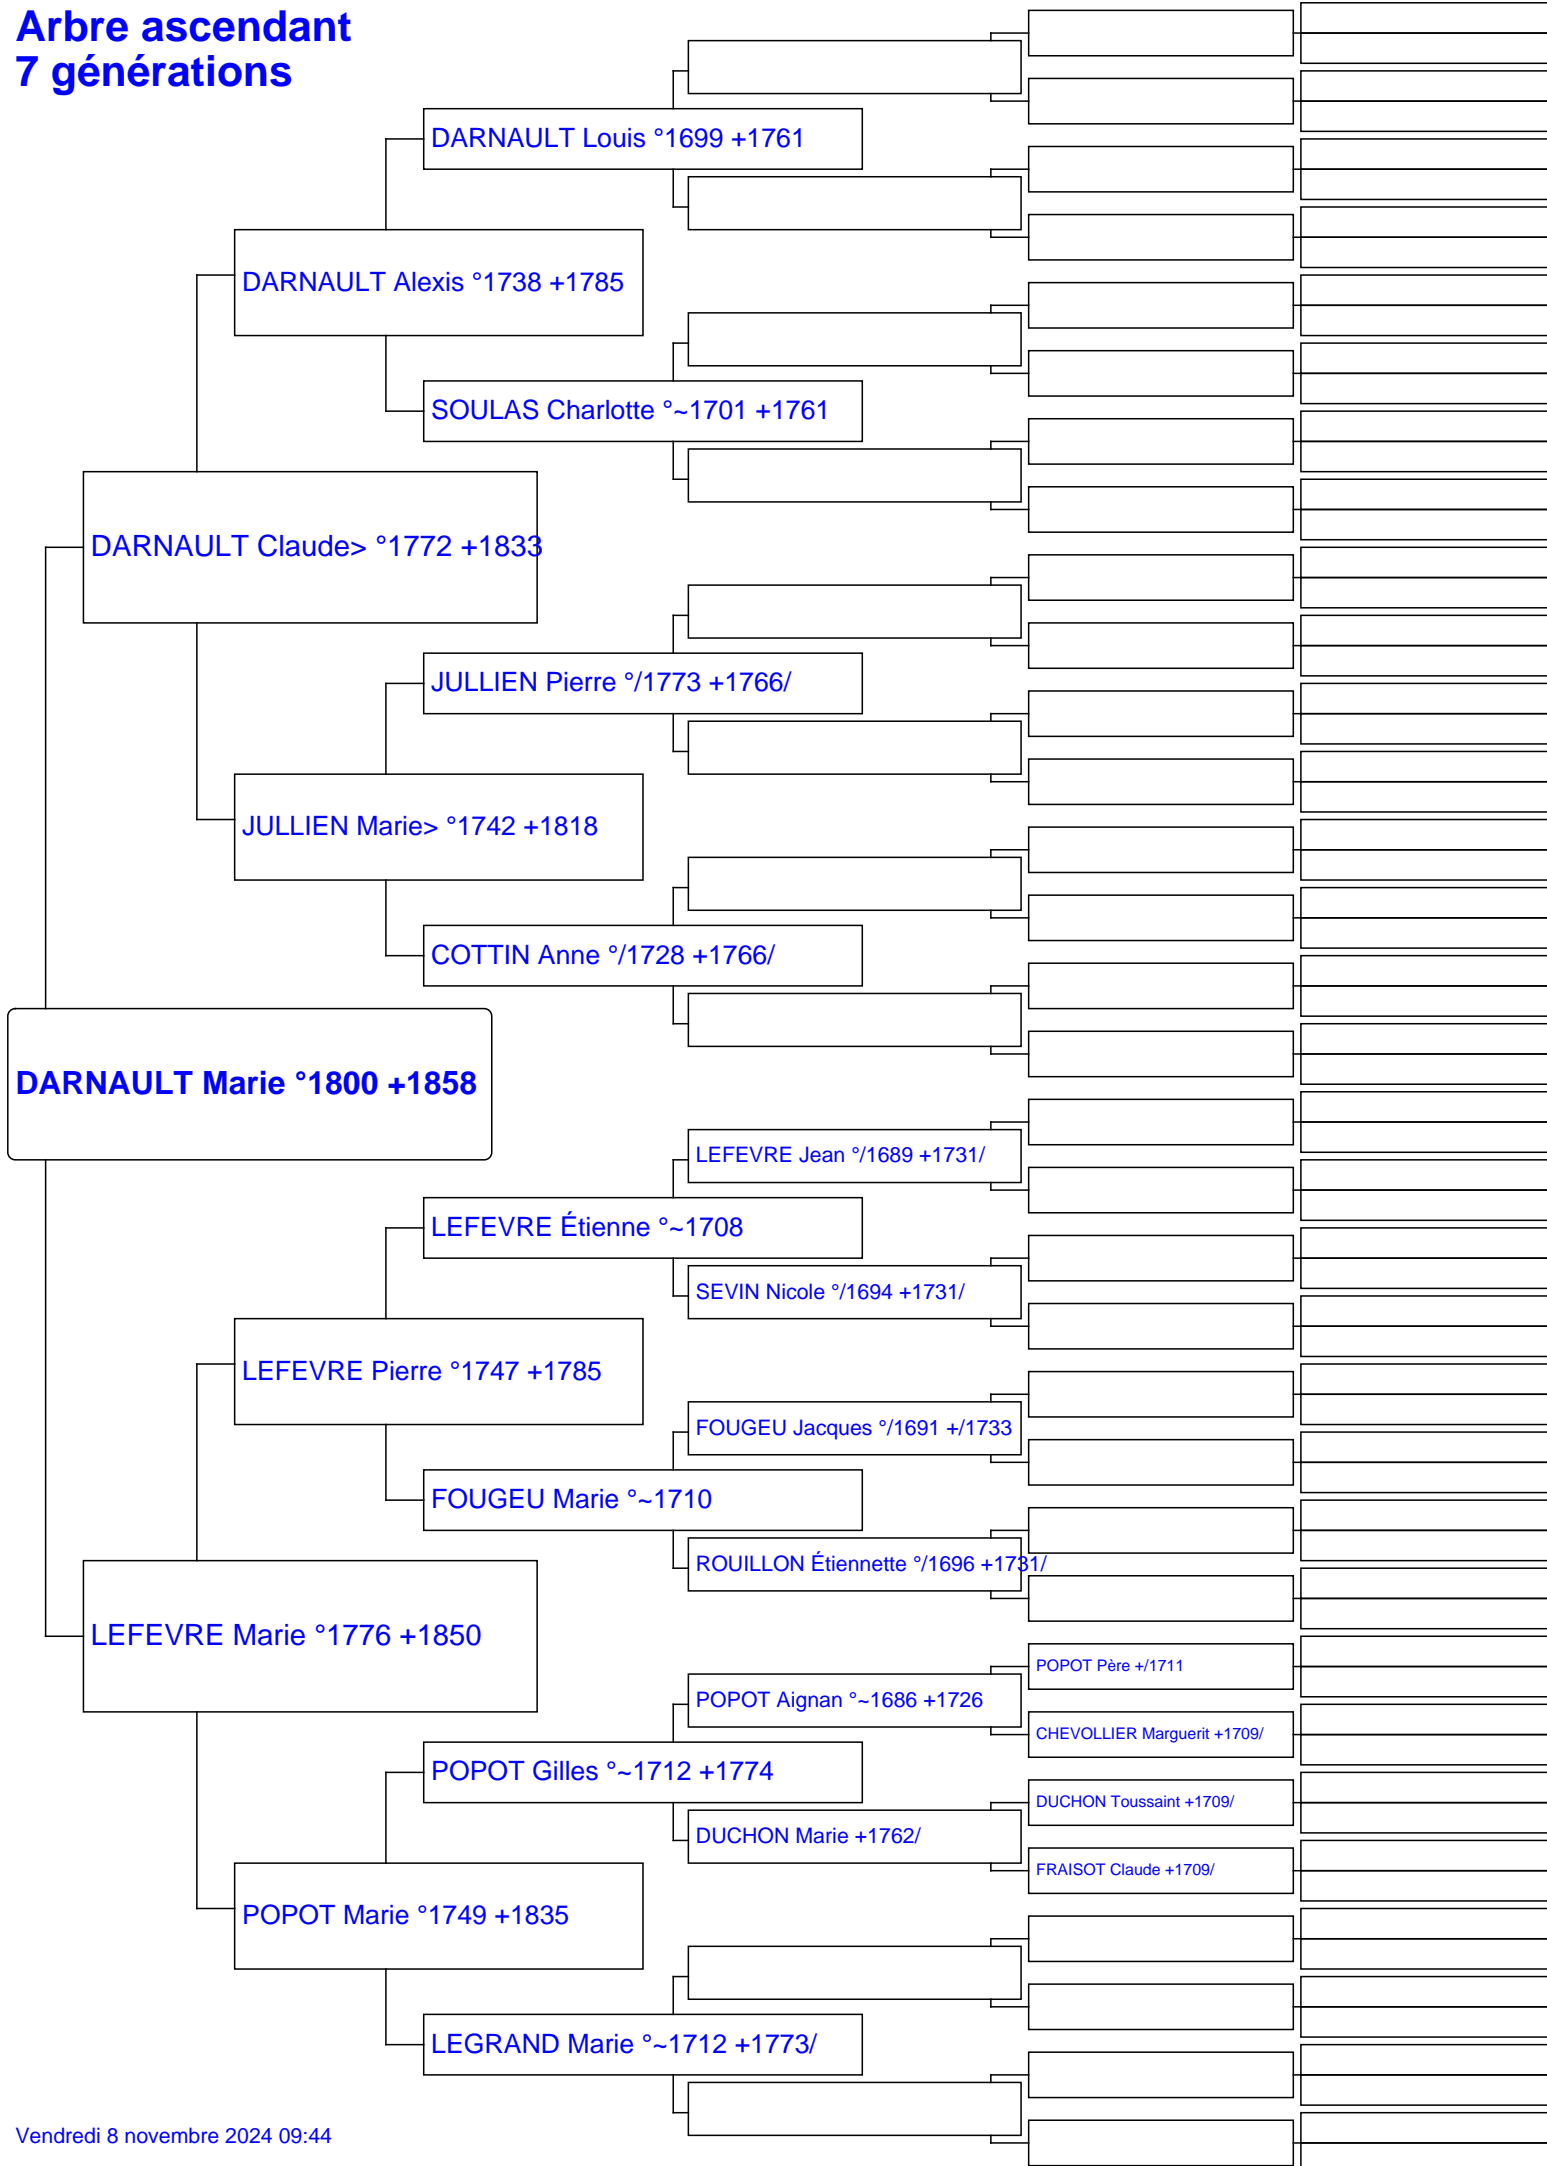 Arbre ascendant
7 générations
DARNAULT Louis °1699 +1761
DARNAULT Alexis °1738 +1785
SOULAS Charlotte °~1701 +1761
DARNAULT Claude> °1772 +1833
JULLIEN Pierre °/1773 +1766/
JULLIEN Marie> °1742 +1818
COTTIN Anne °/1728 +1766/
DARNAULT Marie °1800 +1858
LEFEVRE Jean °/1689 +1731/
LEFEVRE Étienne °~1708
SEVIN Nicole °/1694 +1731/
LEFEVRE Pierre °1747 +1785
FOUGEU Jacques °/1691 +/1733
FOUGEU Marie °~1710
ROUILLON Étiennette °/1696 +1731/
LEFEVRE Marie °1776 +1850
POPOT Père +/1711
POPOT Aignan °~1686 +1726
CHEVOLLIER Marguerit +1709/
POPOT Gilles °~1712 +1774
DUCHON Toussaint +1709/
DUCHON Marie +1762/
FRAISOT Claude +1709/
POPOT Marie °1749 +1835
LEGRAND Marie °~1712 +1773/
Vendredi 8 novembre 2024 09:44